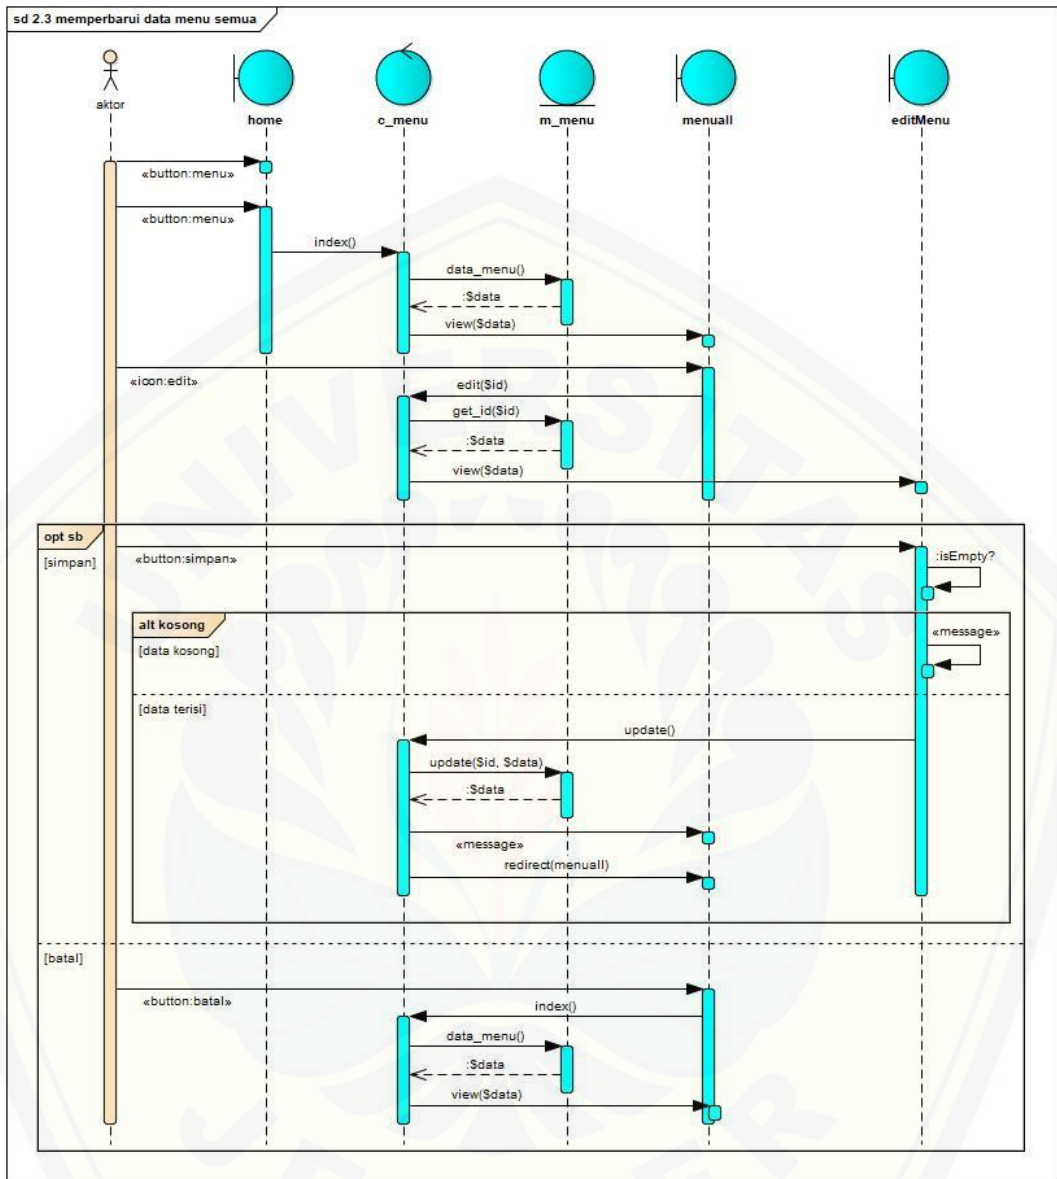 sd 2.3 memperbarui data menu semua
aktor
home
c_menu
m_menu
menuall
editMenu
«button:menu»
«button:menu»
index()
data_menu()
:$data
view($data)
«icon:edit»
edit($id)
get_id($id)
:$data
view($data)
opt sb
[simpan]
«button:simpan»
:isEmpty?
alt kosong
[data kosong]
«message»
[data terisi]
update()
update($id, $data)
:$data
«message»
redirect(menuall)
[batal]
«button:batal»
index()
data_menu()
:$data
view($data)
UNIVERSITAS
JEMBER